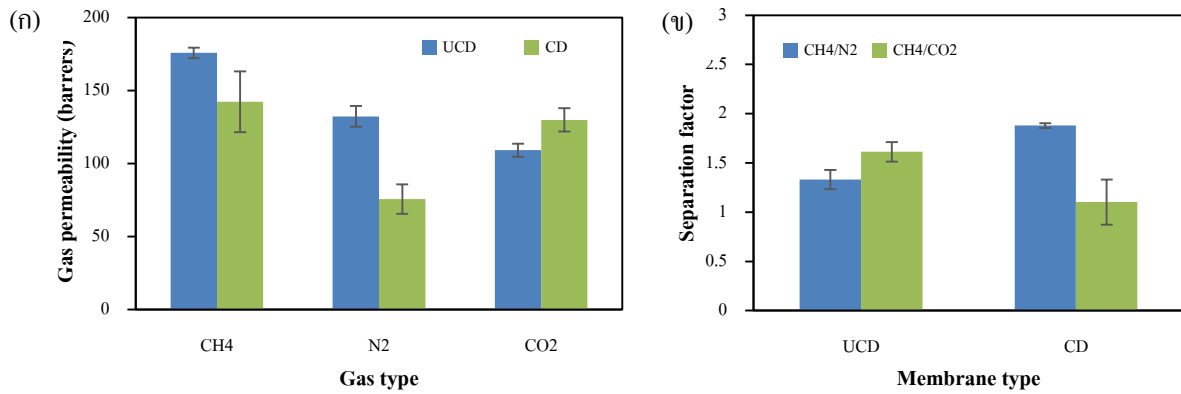 (ก)
Gas permeability (barrers)
200
150
100
50
0
UCD
CD
CH4
N2
CO2
Gas type
(ข)
Separation factor
3
2.5
2
1.5
1
0.5
0
CH4/N2
CH4/CO2
UCD
CD
Membrane type